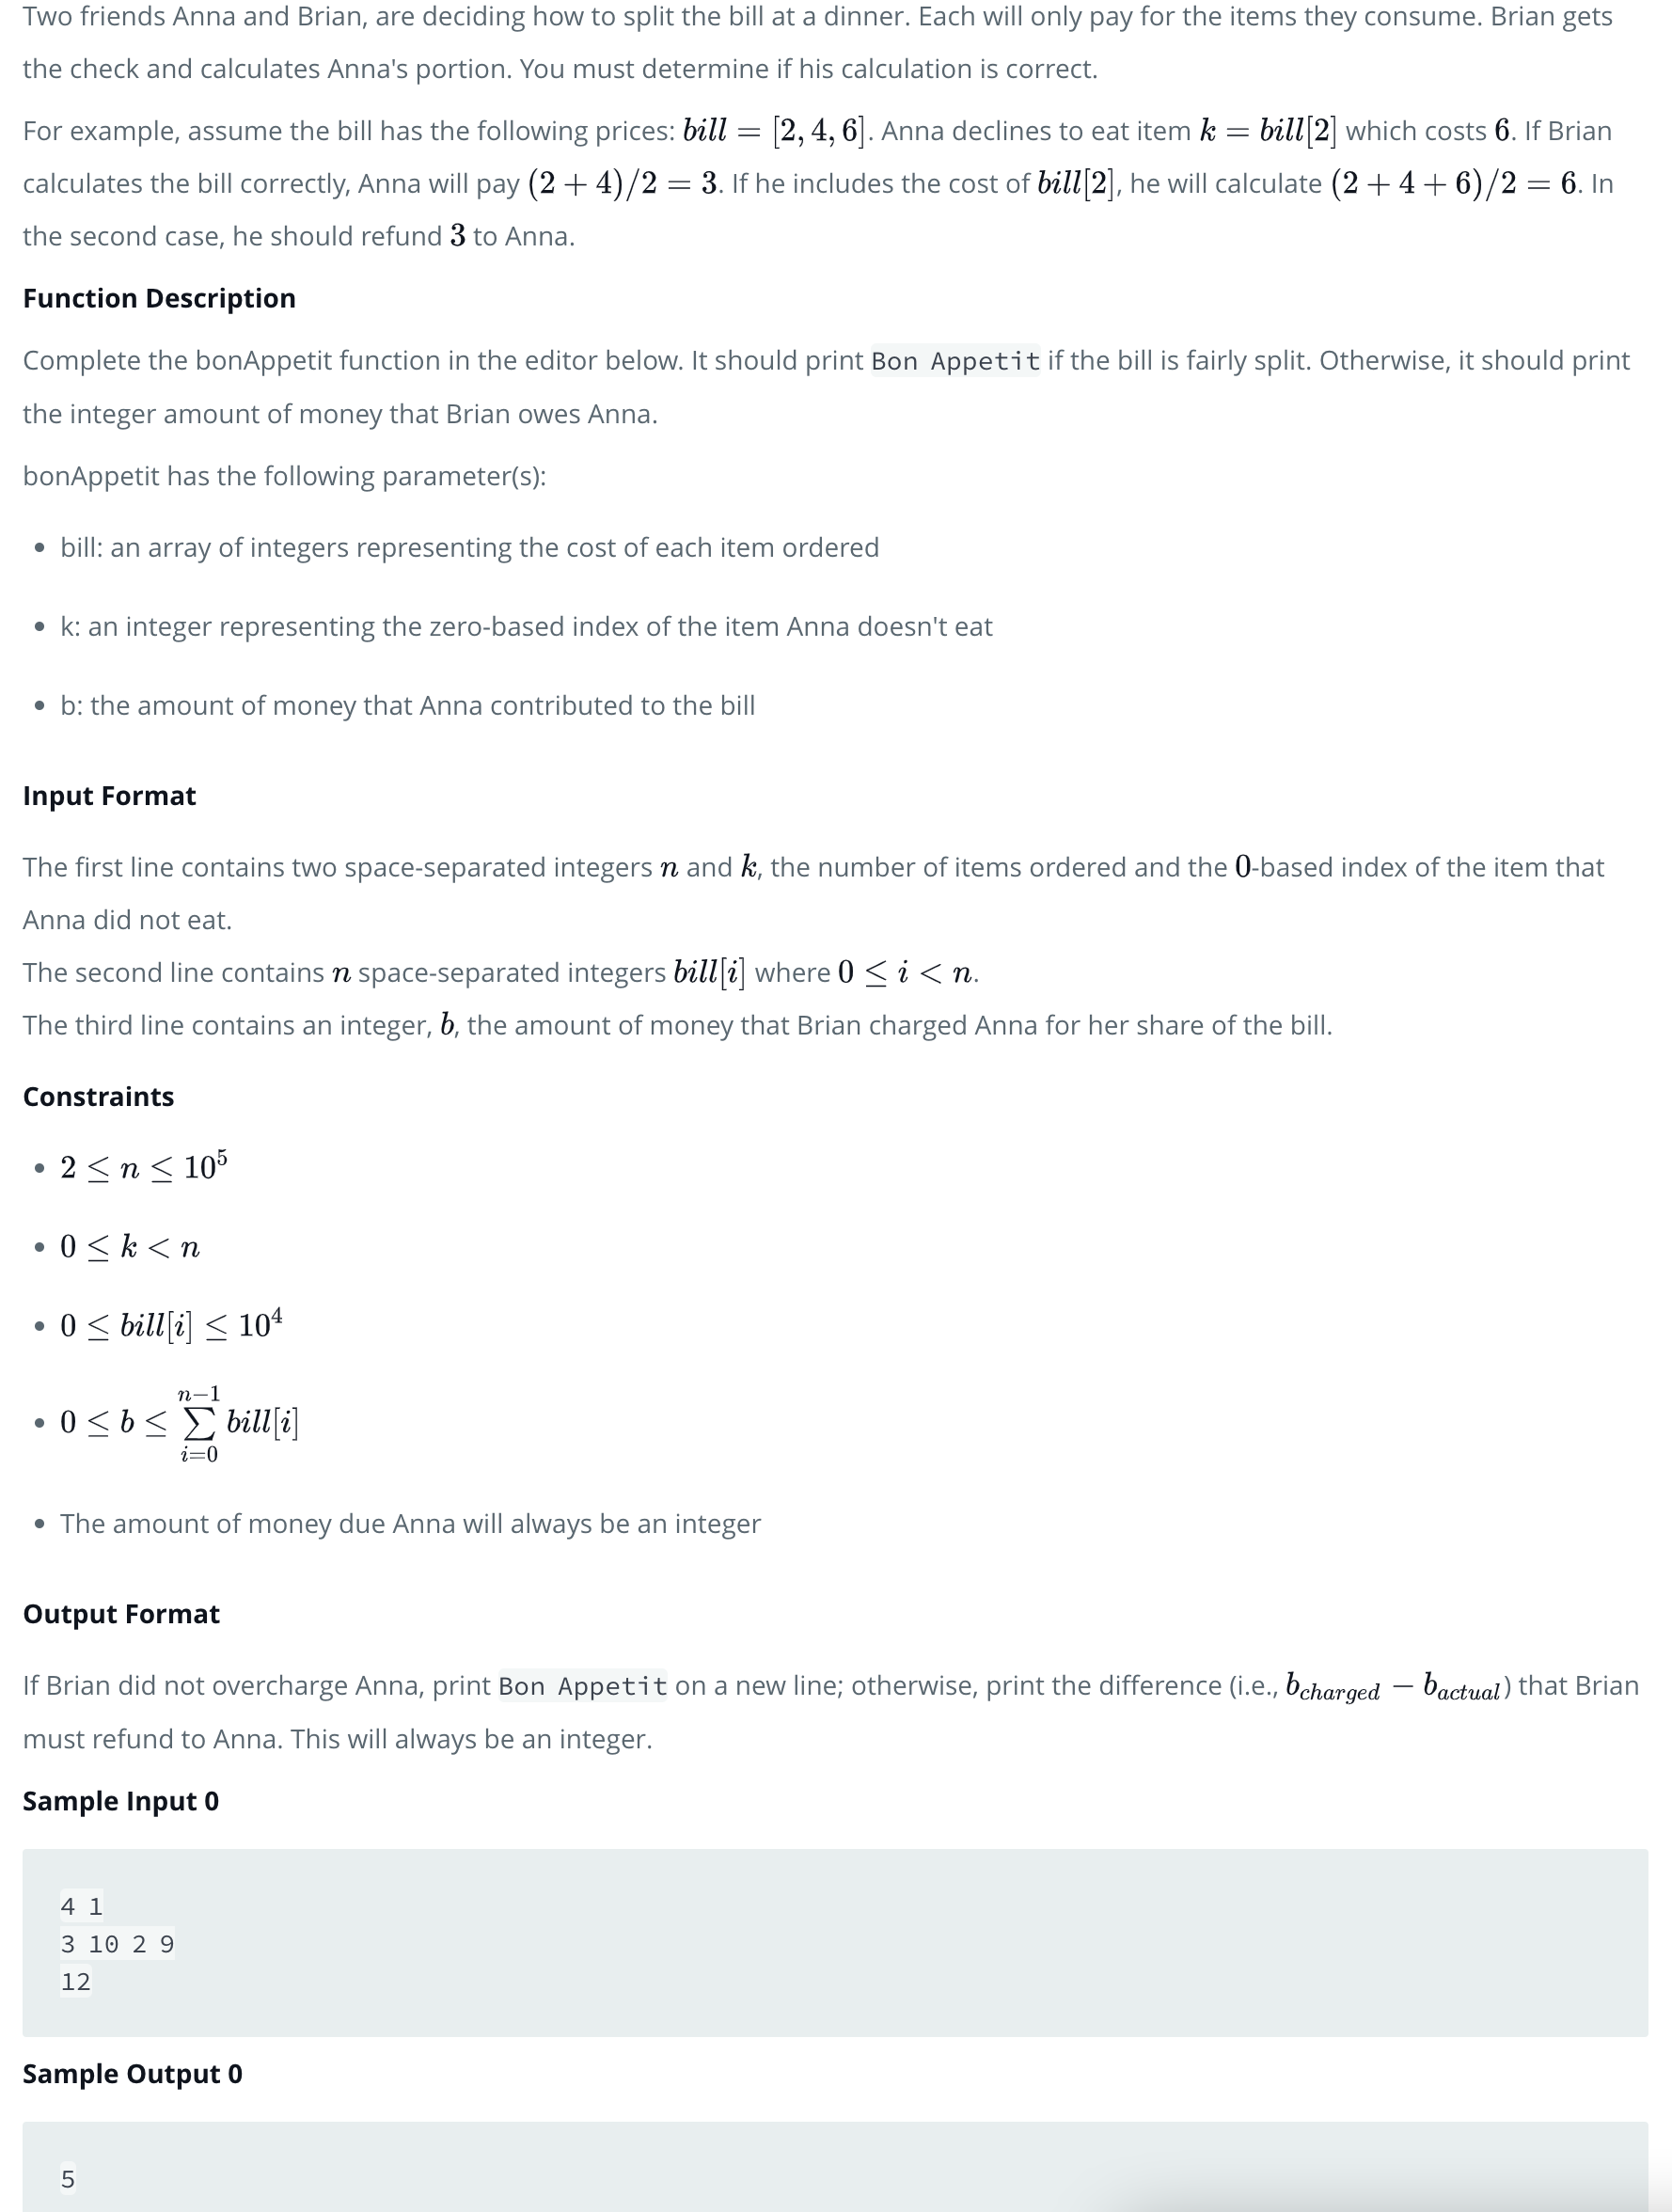 Two friends Anna and Brian, are deciding how to split the bill at a dinner. Each will only pay for the items they consume. Brian gets
the check and calculates Anna's portion. You must determine if his calculation is correct.
For example, assume the bill has the following prices: bill = [2, 4, 6]. Anna declines to eat item k = bill[2] which costs 6. If Brian
calculates the bill correctly, Anna will pay (2 + 4)/2 = 3. If he includes the cost of bill[2], he will calculate (2 + 4 + 6)/2 = 6. In
the second case, he should refund 3 to Anna.
Function Description
Complete the bonAppetit function in the editor below. It should print Bon Appetit if the bill is fairly split. Otherwise, it should print
the integer amount of money that Brian owes Anna.
bonAppetit has the following parameter(s):
• bill: an array of integers representing the cost of each item ordered
• k: an integer representing the zero-based index of the item Anna doesn't eat
• b: the amount of money that Anna contributed to the bill
Input Format
The first line contains two space-separated integers n and k, the number of items ordered and the 0-based index of the item that
Anna did not eat.
The second line contains n space-separated integers bill[i] where 0 ≤ i < n.
The third line contains an integer, b, the amount of money that Brian charged Anna for her share of the bill.
Constraints
• 2 ≤ n ≤ 10^5
• 0 ≤ k < n
• 0 ≤ bill[i] ≤ 10^4
• 0 ≤ b ≤ ∑_{i=0}^{n−1} bill[i]
• The amount of money due Anna will always be an integer
Output Format
If Brian did not overcharge Anna, print Bon Appetit on a new line; otherwise, print the difference (i.e., b_{charged} − b_{actual}) that Brian
must refund to Anna. This will always be an integer.
Sample Input 0
4 1
3 10 2 9
12
Sample Output 0
5